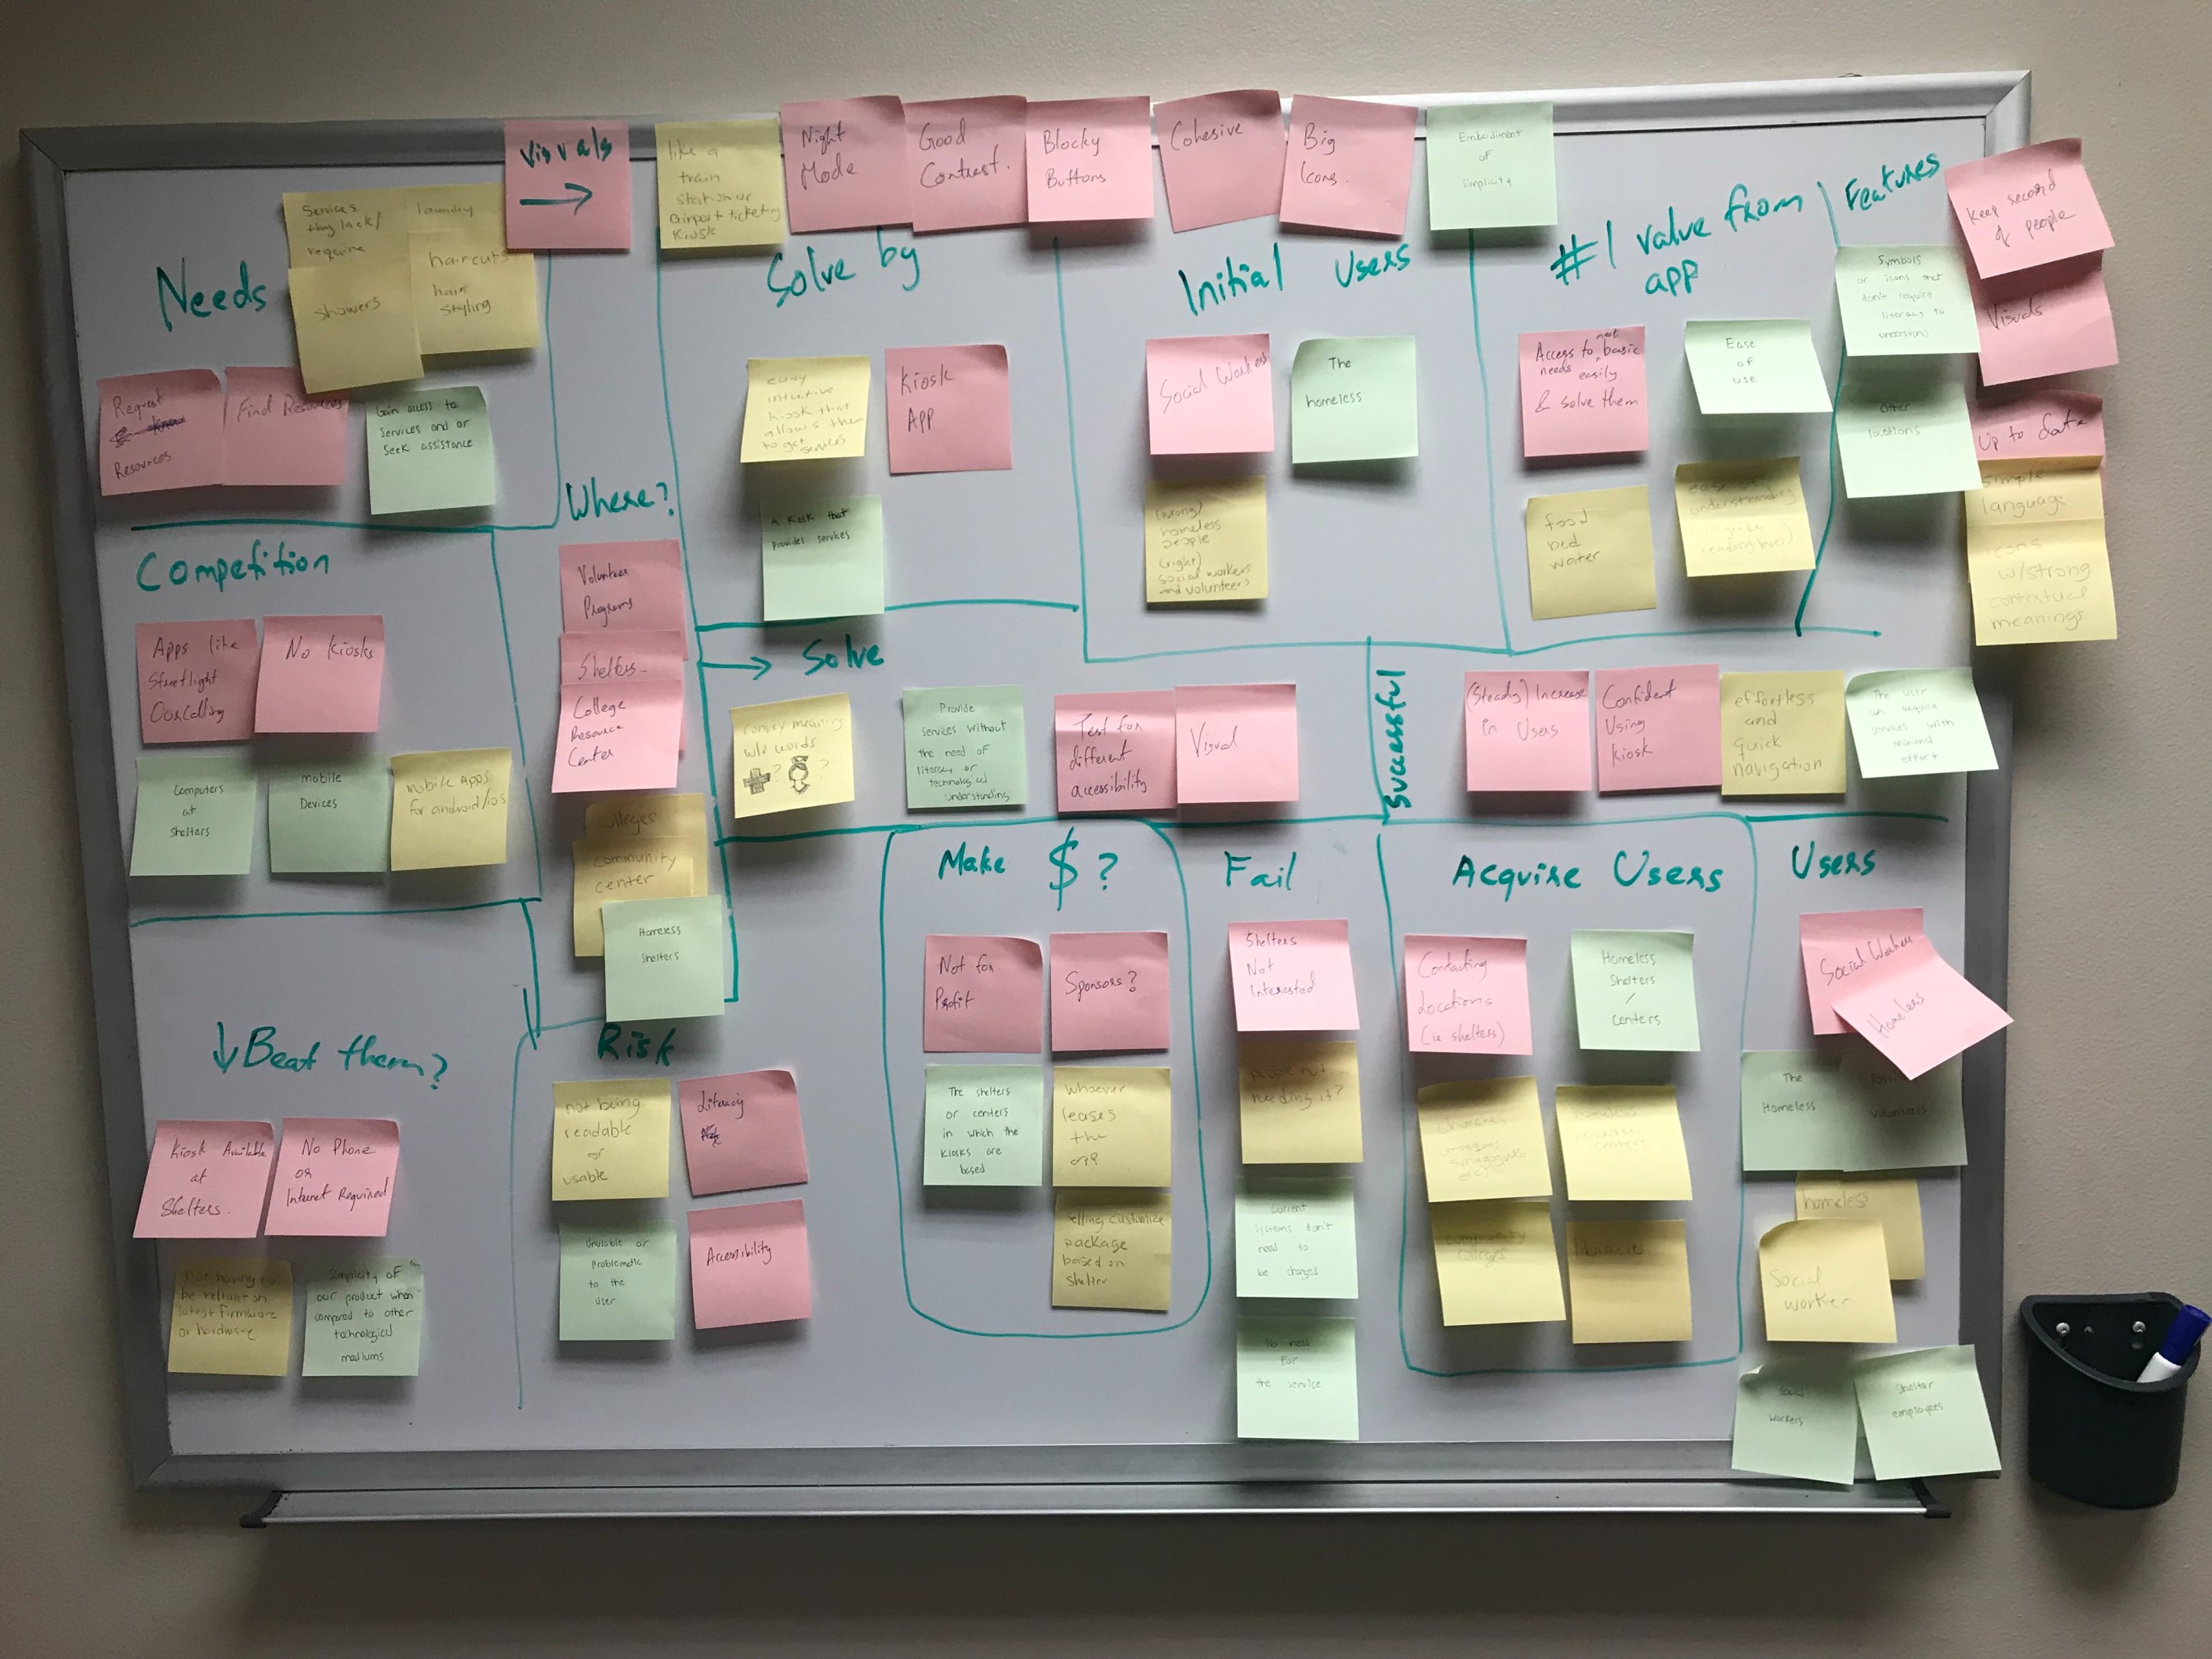 Visuals
like a
train
station or
airport ticketing
kiosk
Night
Mode
Good
Contrast.
Blocky
Buttons
Cohesive
Big
Icons.
Embodiment
of
Simplicity
Needs
Services
they lack/
require
laundry
showers
haircuts
hair
styling
Request
Resources
Find Resources
Gain access to
Services and or
Seek assistance
Where?
Volunteer
Programs
Shelters.
College
Resource
Center
Colleges
community
center
Homeless
Shelters
Solve by
easy
intuitive
kiosk that
allows them
to get
services
Kiosk
APP
A kiosk that
provides services
Initial Users
Social Workers
The
homeless
(wrong)
homeless
people
(right)
social workers
and volunteers
#1 value from
app
Access to most basic
needs easily
& solve them
Ease
of
use
food
bed
water
ease of
understanding
reading level)
Features
Keep record
of people
Symbols
or icons that
don't require
literacy to
understand
Visuals
Other
locations
Up to date
Simple
language
icons
w/strong
contextual
meanings
Competition
Apps like
Streetlight
OurCalling
No Kiosks
Computers
at
Shelters
mobile
Devices
mobile apps
for android/ios
Solve
convey meaning
w/o words
? ?
Provide
services without
the need of
literacy or
technological
understanding
Test for
different
accessibility
Visual
Successful
(Steady) Increase
in Users
Confident
Using
Kiosk
effortless
and
quick
navigation
The user
can acquire
services with
minimal
effort
Beat them?
Kiosk Available
at
Shelters.
No Phone
or
Internet Required
Not having to
be reliant on
latest firmware
or hardware
Simplicity of
our product when
compared to other
technological
mediums
Risk
not being
readable
or
usable
Literacy
Unusable or
Problematic
to the
user
Accessibility
Make $?
Not for
Profit
Sponsors?
The shelters
or centers
in which the
kiosks are
based
whoever
leases
the
app
Selling customize
package
based on
shelter
Fail
Shelters
Not
Interested
people not
needing it?
Current
systems don't
need to
be changed
No need
for
the service
Acquire Users
Contacting
Locations
(ie shelters)
Homeless
Shelters
/
Centers
Churches
mosques
synagogues
etc.
homeless
resource
centers
community
colleges
libraries
Users
Social Worker
Homeless
The
Homeless
Volunteers
homeless
Social
worker
Social
workers
Shelter
employees